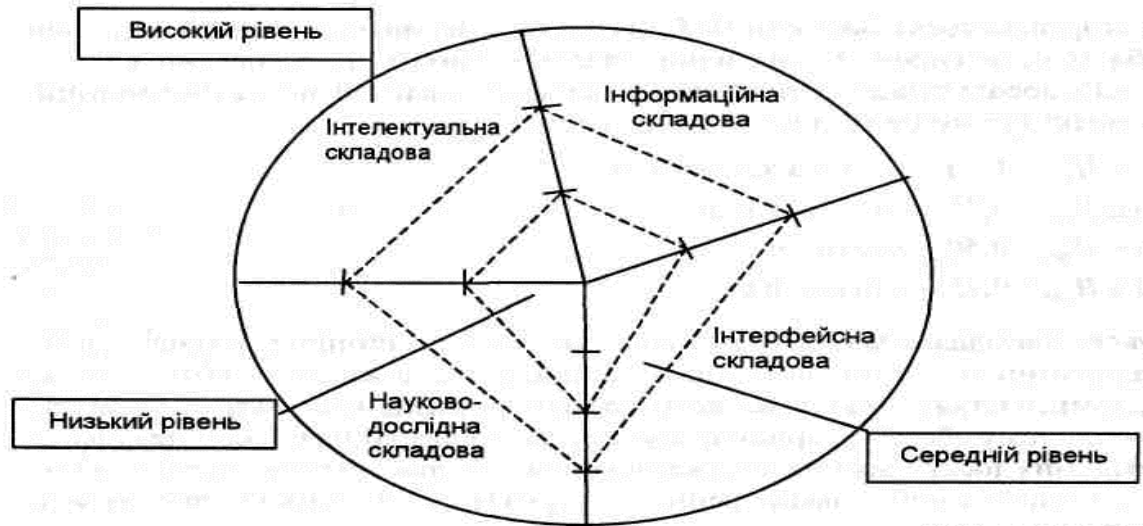 Високий рівень
Інформаційна
складова
Інтелектуальна
складова
Інтерфейсна
складова
Науково-
дослідна
складова
Низький рівень
Середній рівень